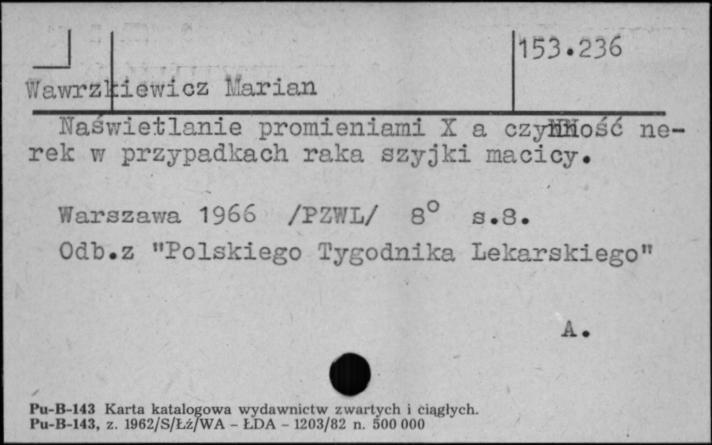 153.236
Wawrzkiewicz Marian
Naświetlanie promieniami X a czynność ne-
rek w przypadkach raka szyjki macicy.
Warszawa 1966 /PZWL/ 8° s.8.
Odb.z "Polskiego Tygodnika Lekarskiego"
A.
Pu-B-143 Karta katalogowa wydawnictw zwartych i ciągłych.
Pu-B-143, z. 1962/S/Łź/WA - ŁDA - 1203/82 n. 500 000